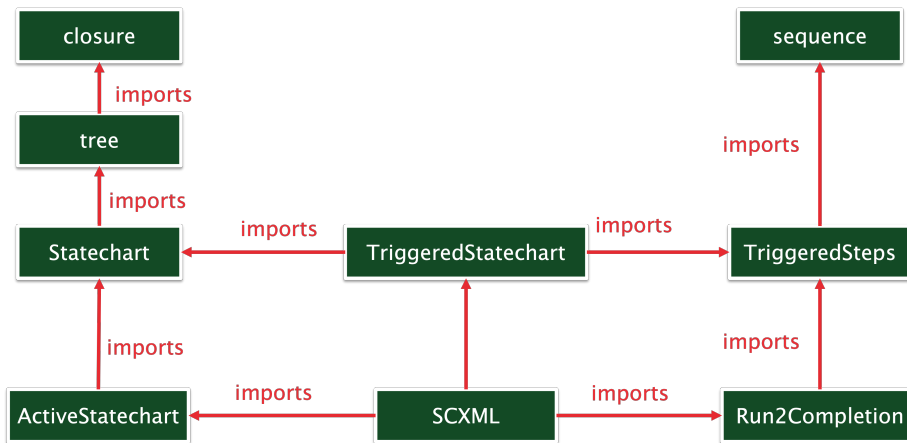 closure
sequence
imports
tree
imports
imports
imports
imports
Statechart
TriggeredStatechart
TriggeredSteps
imports
imports
imports
imports
ActiveStatechart
SCXML
Run2Completion